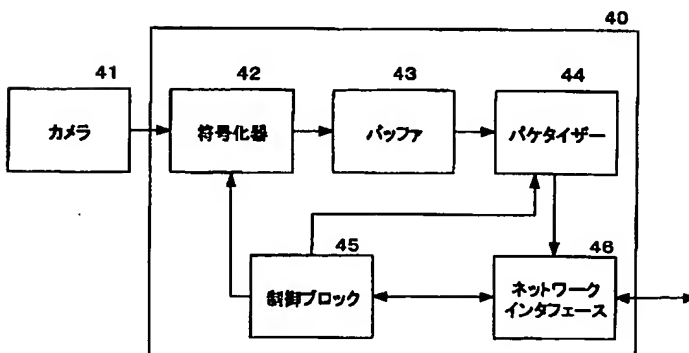 40
41
42
43
44
カメラ
符号化器
バッファ
パケタイザー
45
46
制御ブロック
ネットワーク
インタフェース